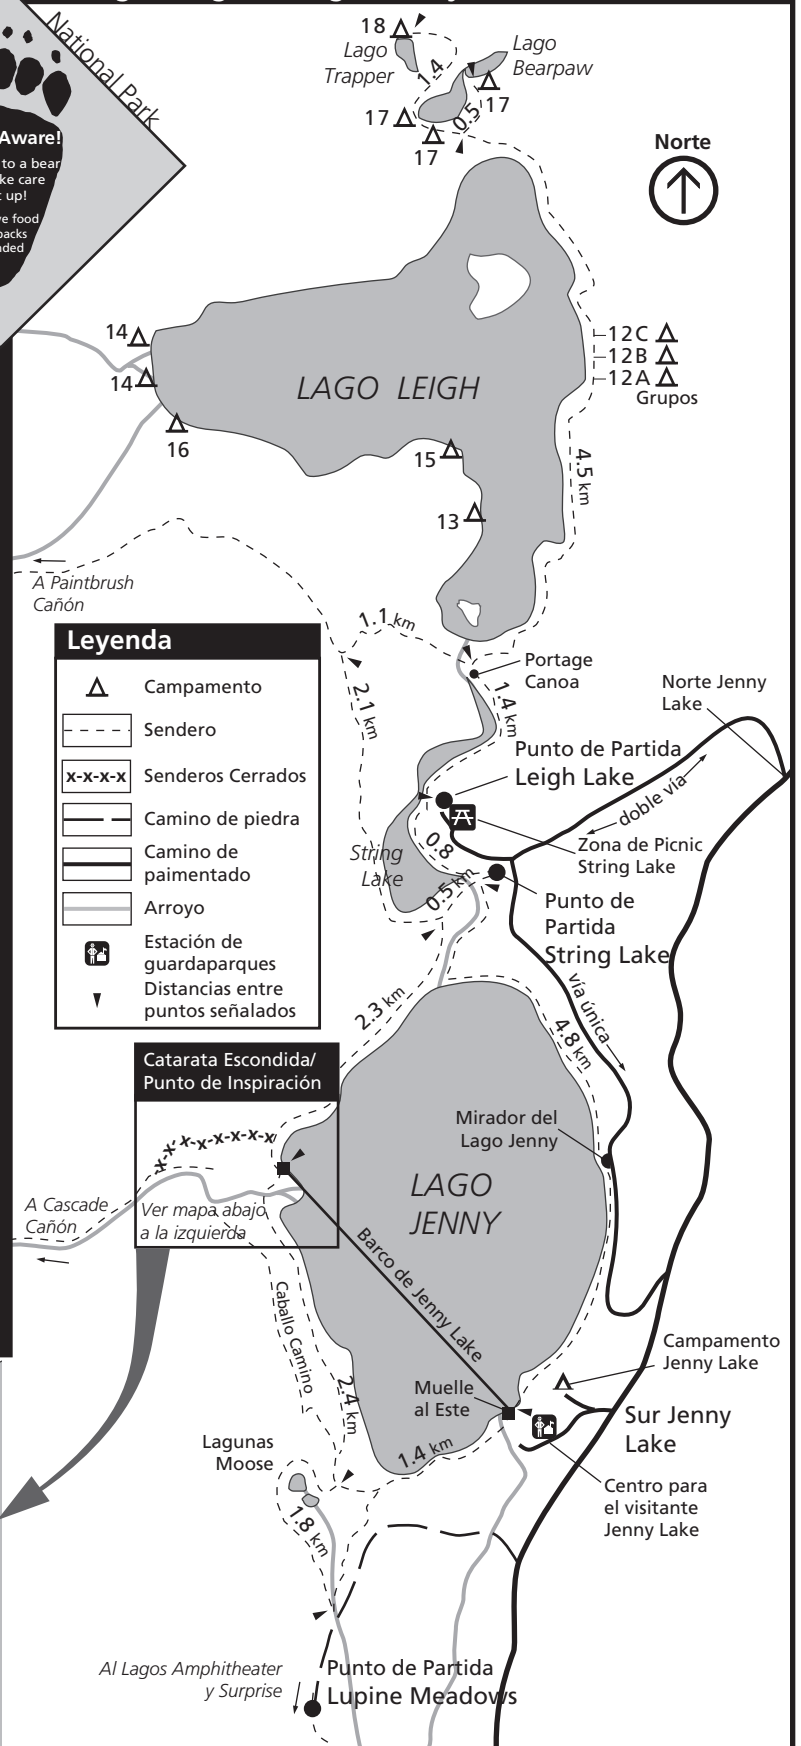 National Park
Aware!
to a bear
ke care
up!
ve food
packs
nded
18
Lago
Trapper
1.4
Lago
Bearpaw
17
0.5
17
17
Norte
14
14
16
LAGO LEIGH
12C
12B
12A
Grupos
15
13
4.5 km
A Paintbrush
Cañón
1.1 km
2.1 km
Portage
Canoa
1.4 km
Norte Jenny
Lake
Punto de Partida
Leigh Lake
doble vía
Zona de Picnic
String Lake
String
Lake
0.8
0.5 km
Punto de
Partida
String Lake
vía única
Leyenda
Campamento
Sendero
x-x-x-x
Senderos Cerrados
Camino de piedra
Camino de
paimentado
Arroyo
Estación de
guardaparques
Distancias entre
puntos señalados
2.3 km
4.8 km
Catarata Escondida/
Punto de Inspiración
x-x-x-x-x-x-x-x
Ver mapa abajo
a la izquierda
A Cascade
Cañón
Mirador del
Lago Jenny
LAGO
JENNY
Barco de Jenny Lake
Caballo Camino
2.4 km
Muelle
al Este
1.4 km
Campamento
Jenny Lake
Sur Jenny
Lake
Centro para
el visitante
Jenny Lake
Lagunas
Moose
1.8 km
Al Lagos Amphitheater
y Surprise
Punto de Partida
Lupine Meadows